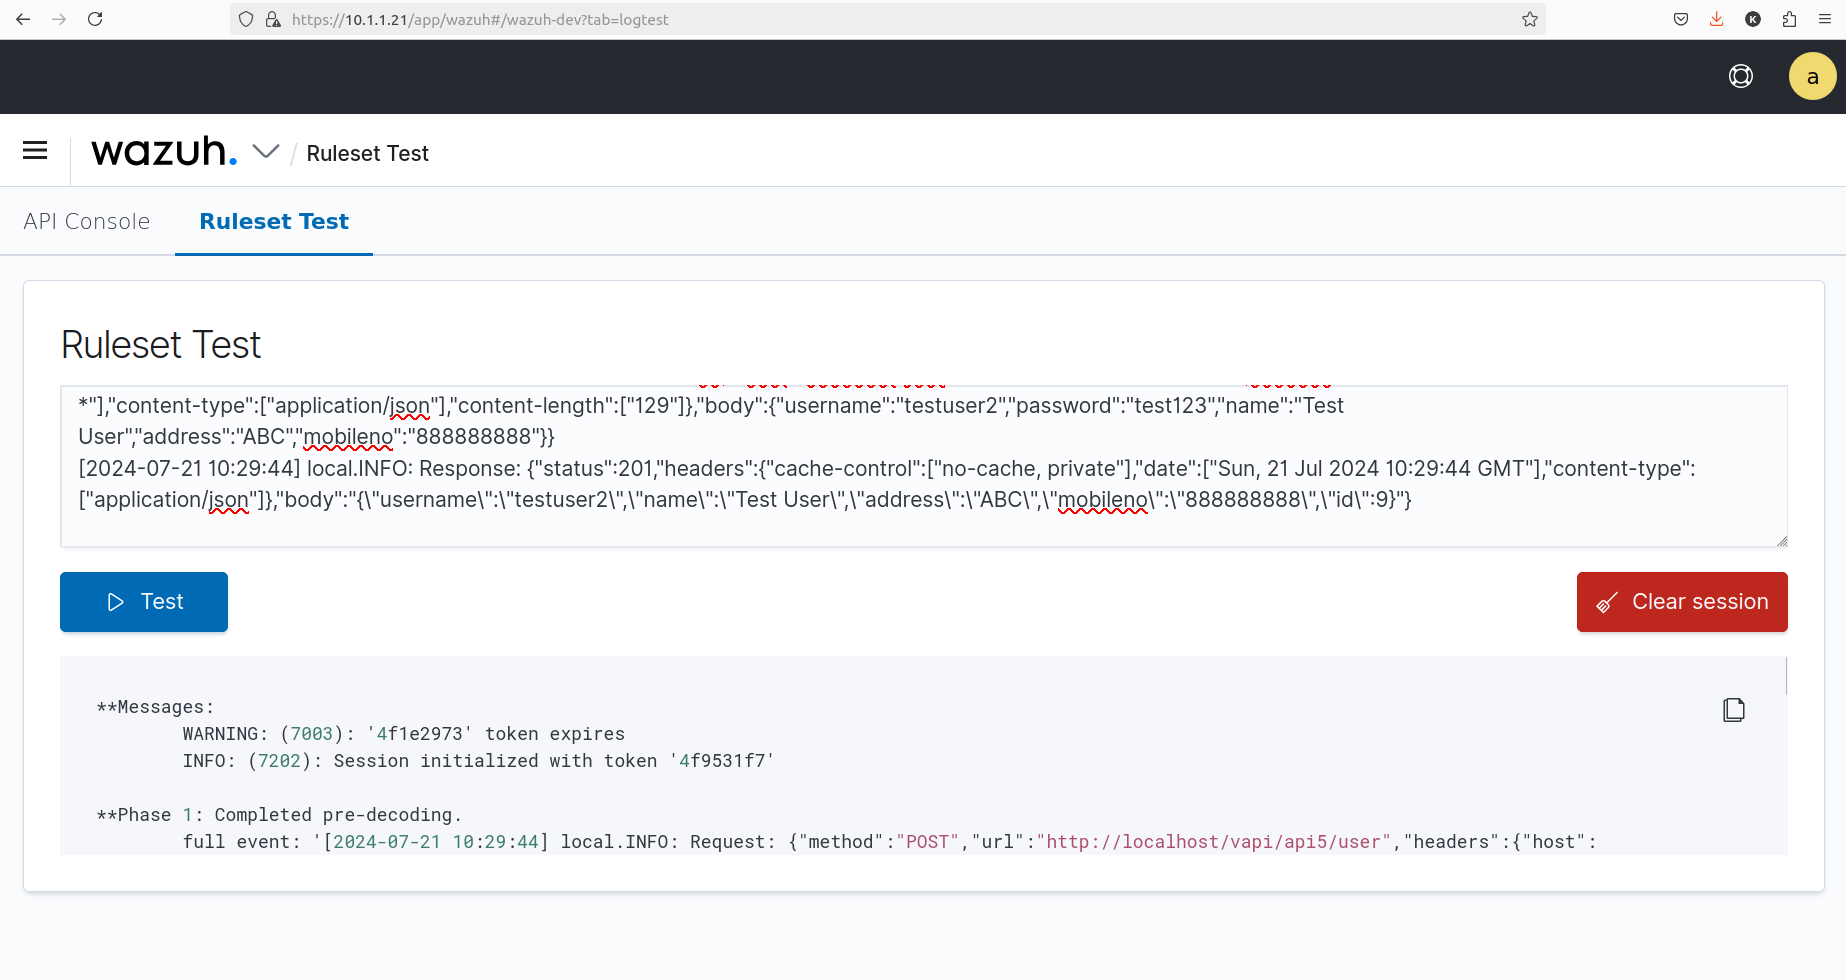 https://10.1.1.21/app/wazuh#/wazuh-dev?tab=logtest
K
a
wazuh. / Ruleset Test
API Console Ruleset Test
Ruleset Test
*"],"content-type":["application/json"],"content-length":["129"]},"body":{"username":"testuser2","password":"test123","name":"Test
User","address":"ABC","mobileno":"888888888"}}
[2024-07-21 10:29:44] local.INFO: Response: {"status":201,"headers":{"cache-control":["no-cache, private"],"date":["Sun, 21 Jul 2024 10:29:44 GMT"],"content-type":
["application/json"]},"body":"{\"username\":\"testuser2\",\"name\":\"Test User\",\"address\":\"ABC\",\"mobileno\":\"888888888\",\"id\":9}"}
Test Clear session
**Messages:
WARNING: (7003): '4f1e2973' token expires
INFO: (7202): Session initialized with token '4f9531f7'
**Phase 1: Completed pre-decoding.
full event: '[2024-07-21 10:29:44] local.INFO: Request: {"method":"POST","url":"http://localhost/vapi/api5/user","headers":{"host":